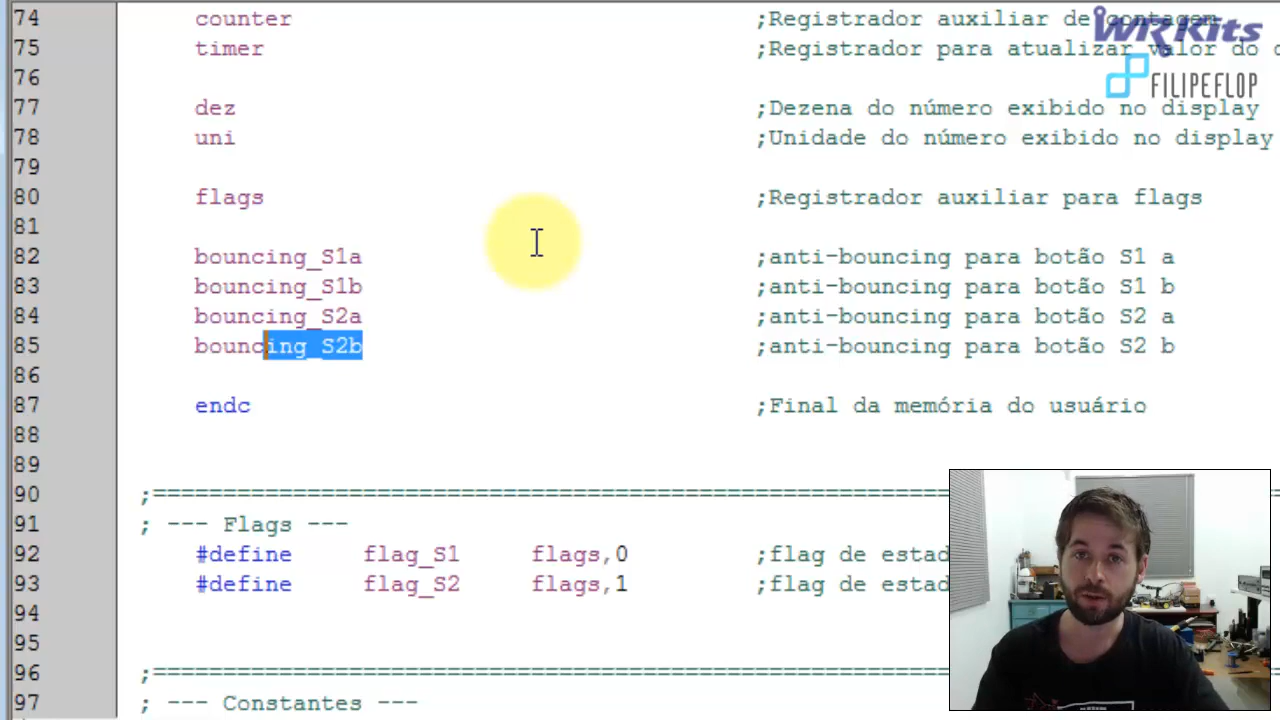 74 counter ;Registrador auxiliar de contagem
75 timer ;Registrador para atualizar valor do
76
77 dez ;Dezena do número exibido no display
78 uni ;Unidade do número exibido no display
79
80 flags ;Registrador auxiliar para flags
81
82 bouncing_S1a ;anti-bouncing para botão S1 a
83 bouncing_S1b ;anti-bouncing para botão S1 b
84 bouncing_S2a ;anti-bouncing para botão S2 a
85 bouncing_S2b ;anti-bouncing para botão S2 b
86
87 endc ;Final da memória do usuário
88
89
90 ;==========================================================
91 ; --- Flags ---
92 #define flag_S1 flags,0 ;flag de estad
93 #define flag_S2 flags,1 ;flag de estad
94
95
96 ;==========================================================
97 ; --- Constantes ---
WRKits
FILIPEFLOP